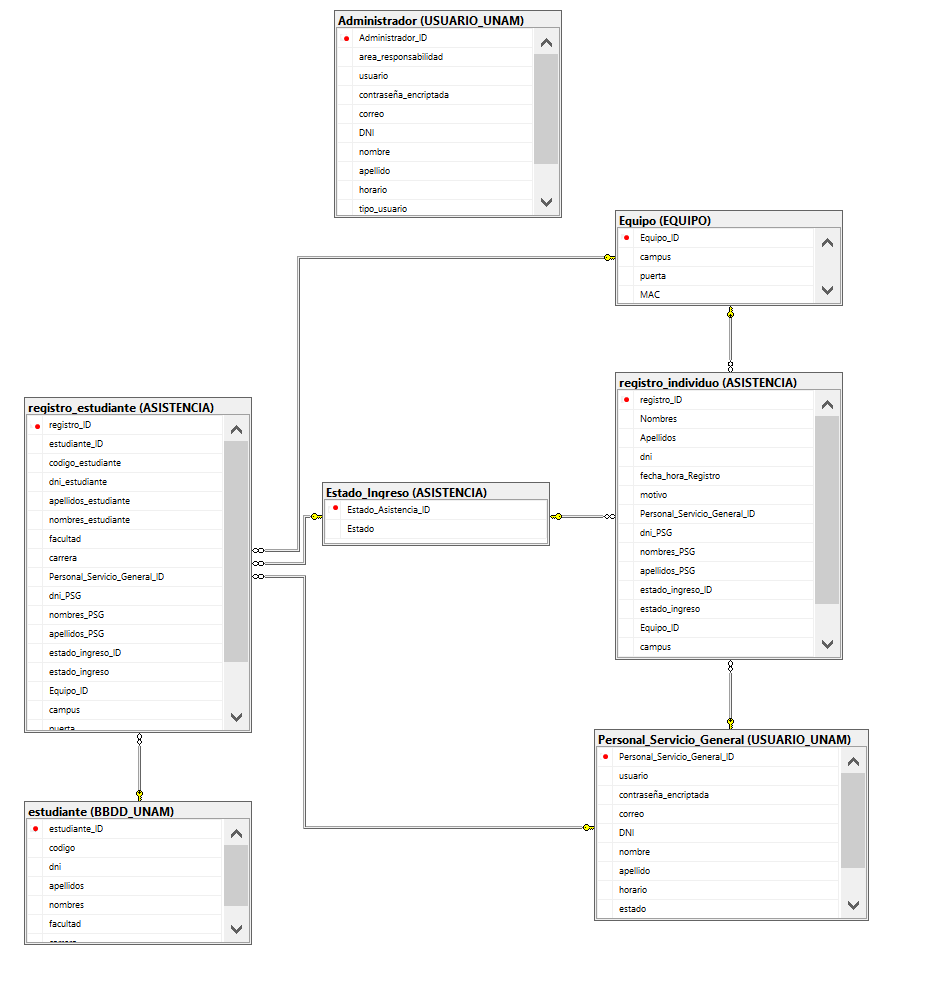 Administrador (USUARIO_UNAM)
Administrador_ID
area_responsabilidad
usuario
contraseña_encriptada
correo
DNI
nombre
apellido
horario
tipo_usuario
Equipo (EQUIPO)
Equipo_ID
campus
puerta
MAC
registro_individuo (ASISTENCIA)
registro_ID
Nombres
Apellidos
dni
fecha_hora_Registro
motivo
Personal_Servicio_General_ID
dni_PSG
nombres_PSG
apellidos_PSG
estado_ingreso_ID
estado_ingreso
Equipo_ID
campus
registro_estudiante (ASISTENCIA)
registro_ID
estudiante_ID
codigo_estudiante
dni_estudiante
apellidos_estudiante
nombres_estudiante
facultad
carrera
Personal_Servicio_General_ID
dni_PSG
nombres_PSG
apellidos_PSG
estado_ingreso_ID
estado_ingreso
Equipo_ID
campus
puerta
Estado_Ingreso (ASISTENCIA)
Estado_Asistencia_ID
Estado
Personal_Servicio_General (USUARIO_UNAM)
Personal_Servicio_General_ID
usuario
contraseña_encriptada
correo
DNI
nombre
apellido
horario
estado
estudiante (BBDD_UNAM)
estudiante_ID
codigo
dni
apellidos
nombres
facultad